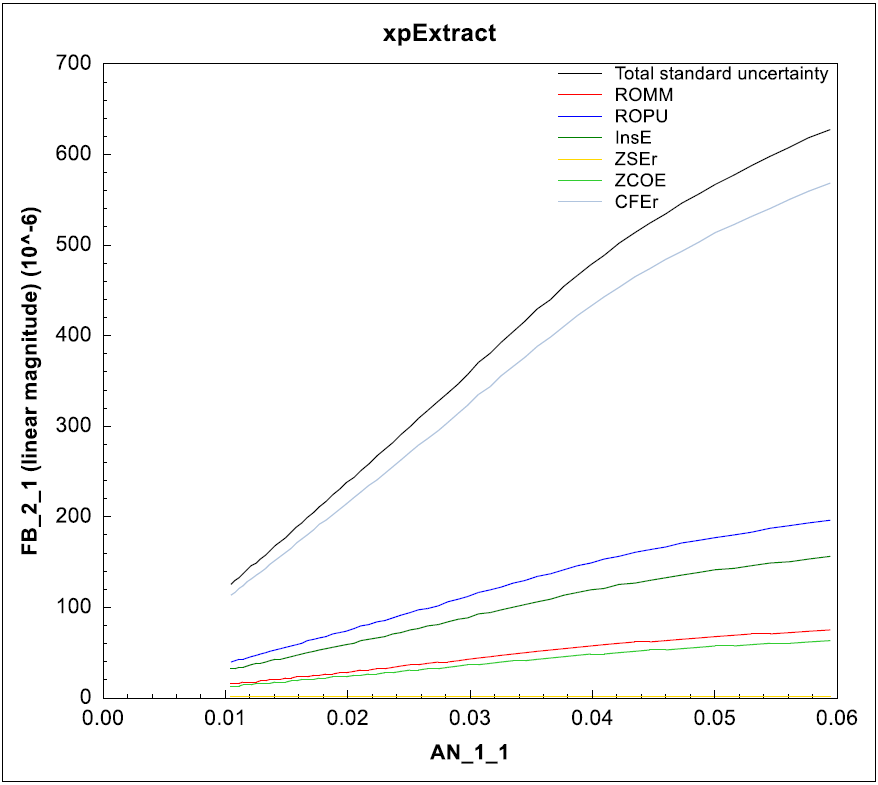 xpExtract
700
600
500
400
300
200
100
0
FB_2_1 (linear magnitude) (10^-6)
Total standard uncertainty
ROMM
ROPU
InsE
ZSEr
ZCOE
CFEr
0.00 0.01 0.02 0.03 0.04 0.05 0.06
AN_1_1